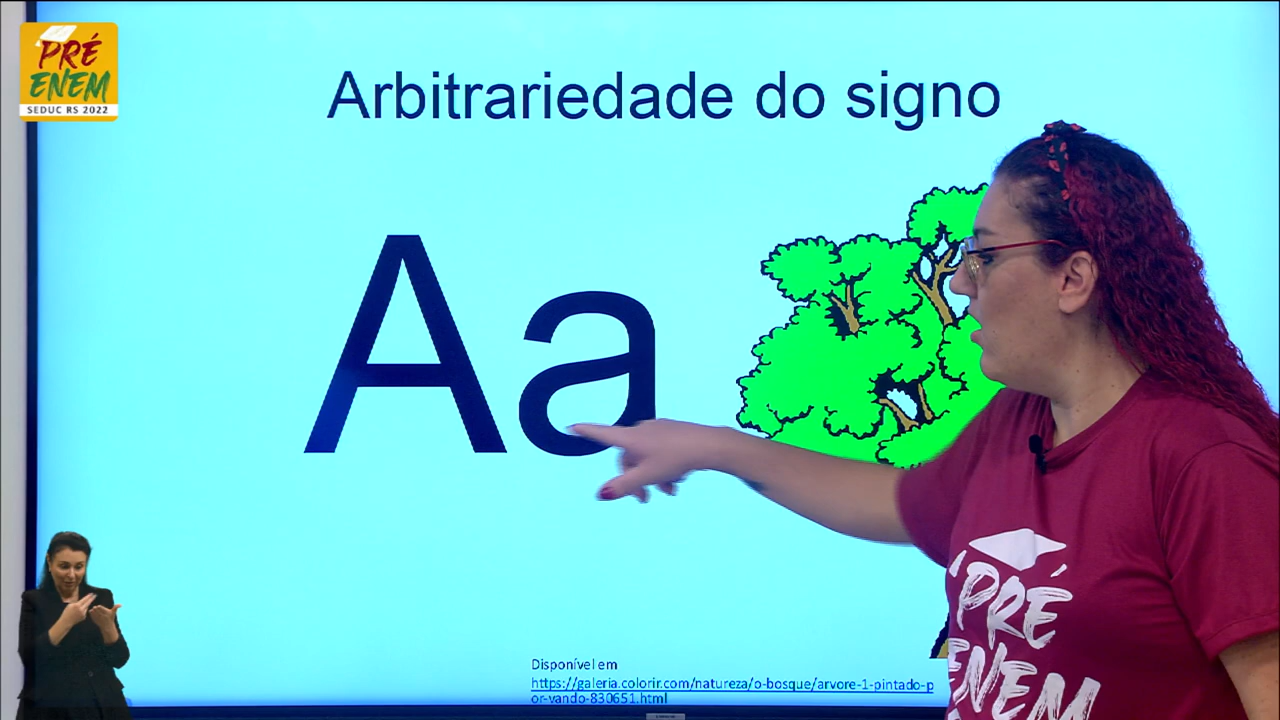 PRÉ
ENEM
SEDUC RS 2022
Arbitrariedade do signo
Aa
Disponível em
https://galeria.colorir.com/natureza/o-bosque/arvore-1-pintado-p
or-vando-830651.html
PRÉ
ENEM